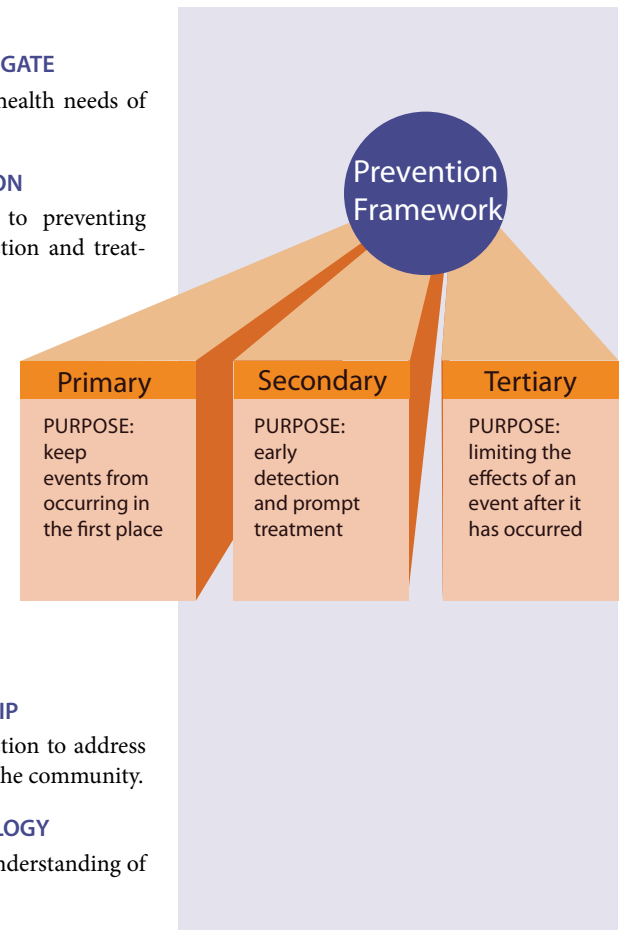 GATE
health needs of
ON
to preventing
tion and treat-
Prevention
Framework
Primary
PURPOSE:
keep
events from
occurring in
the first place
Secondary
PURPOSE:
early
detection
and prompt
treatment
Tertiary
PURPOSE:
limiting the
effects of an
event after it
has occurred
IP
tion to address
he community.
LOGY
nderstanding of